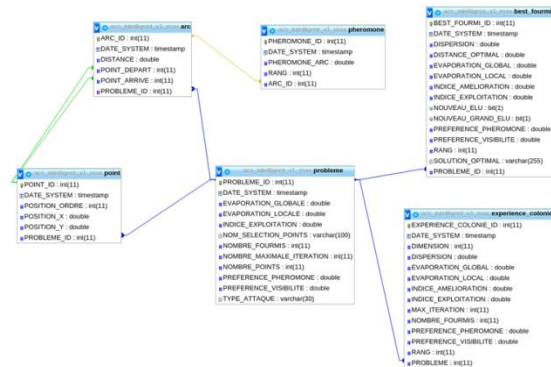 arc
ARC_ID : int(11)
DATE_SYSTEM : timestamp
DISTANCE : double
POINT_DEPART : int(11)
POINT_ARRIVE : int(11)
PROBLEME_ID : int(11)
pheromone
PHEROMONE_ID : int(11)
DATE_SYSTEM : timestamp
PHEROMONE_ARC : double
RANG : int(11)
ARC_ID : int(11)
best_fourmi
BEST_FOURMI_ID : int(11)
DATE_SYSTEM : timestamp
DISPERSION : double
DISTANCE_OPTIMAL : double
EVAPORATION_GLOBAL : double
EVAPORATION_LOCAL : double
INDICE_AMELIORATION : double
INDICE_EXPLOITATION : double
NOUVEAU_ELU : bit(1)
NOUVEAU_GRAND_ELU : bit(1)
PREFERENCE_PHEROMONE : double
PREFERENCE_VISIBILITE : double
RANG : int(11)
SOLUTION_OPTIMAL : varchar(255)
PROBLEME_ID : int(11)
point
POINT_ID : int(11)
DATE_SYSTEM : timestamp
POSITION_ORDRE : int(11)
POSITION_X : double
POSITION_Y : double
PROBLEME_ID : int(11)
probleme
PROBLEME_ID : int(11)
DATE_SYSTEM : timestamp
EVAPORATION_GLOBALE : double
EVAPORATION_LOCALE : double
INDICE_EXPLOITATION : double
NOM_SELECTION_POINTS : varchar(100)
NOMBRE_FOURMIS : int(11)
NOMBRE_MAXIMALE_ITERATION : int(11)
NOMBRE_POINTS : int(11)
PREFERENCE_PHEROMONE : double
PREFERENCE_VISIBILITE : double
TYPE_ATTAQUE : varchar(30)
experience_colonie
EXPERIENCE_COLONIE_ID : int(11)
DATE_SYSTEM : timestamp
DIMENSION : int(11)
DISPERSION : double
EVAPORATION_GLOBAL : double
EVAPORATION_LOCAL : double
INDICE_AMELIORATION : double
INDICE_EXPLOITATION : double
MAX_ITERATION : int(11)
NOMBRE_FOURMIS : int(11)
PREFERENCE_PHEROMONE : double
PREFERENCE_VISIBILITE : double
RANG : int(11)
PROBLEME : int(11)